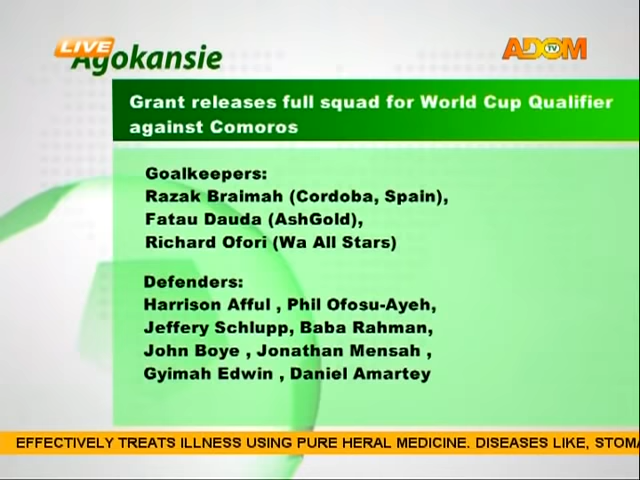 LIVE
Agokansie
ADOM TV
Grant releases full squad for World Cup Qualifier
against Comoros
Goalkeepers:
Razak Braimah (Cordoba, Spain),
Fatau Dauda (AshGold),
Richard Ofori (Wa All Stars)
Defenders:
Harrison Afful , Phil Ofosu-Ayeh,
Jeffery Schlupp, Baba Rahman,
John Boye , Jonathan Mensah ,
Gyimah Edwin , Daniel Amartey
EFFECTIVELY TREATS ILLNESS USING PURE HERAL MEDICINE. DISEASES LIKE, STOMA